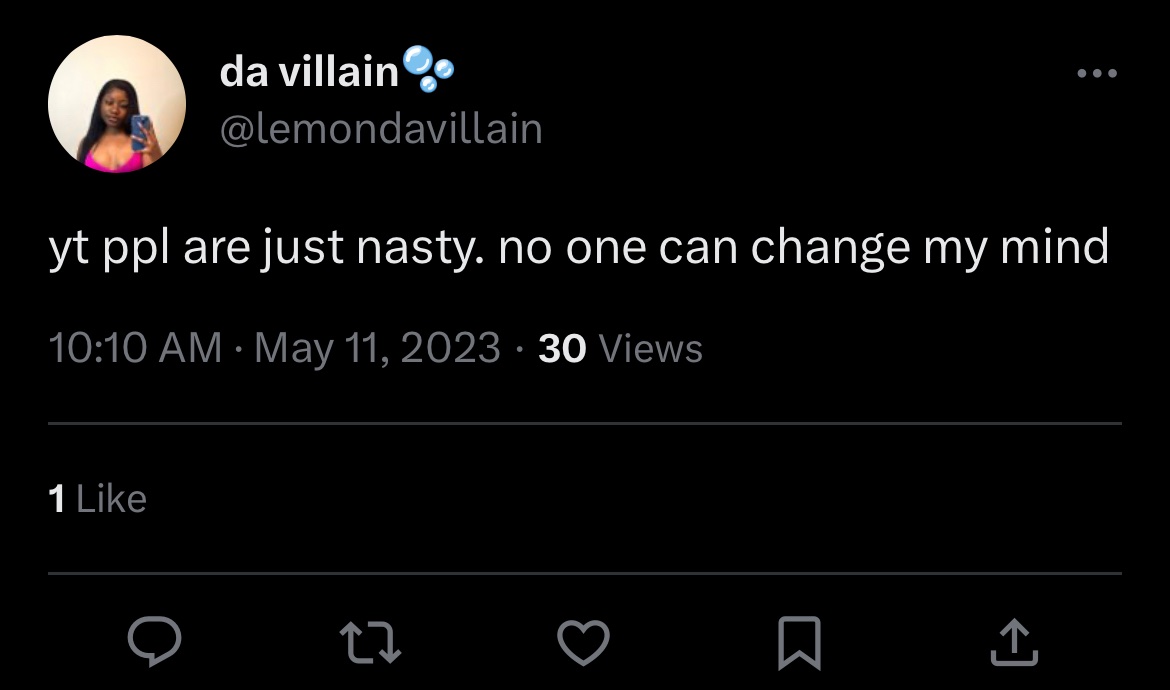 da villain🫧
@lemondavillain
yt ppl are just nasty. no one can change my mind
10:10 AM · May 11, 2023 · 30 Views
1 Like